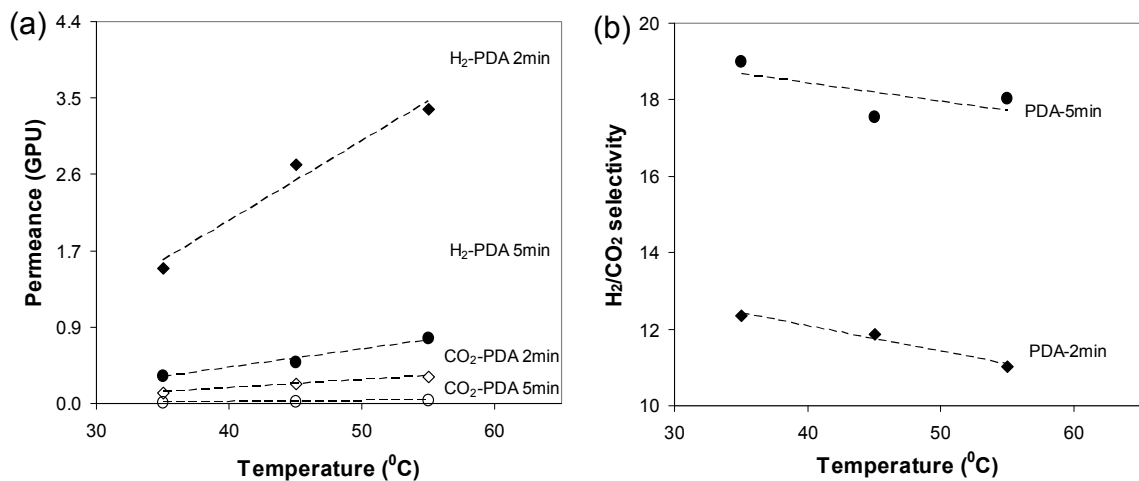 (a)
Permeance (GPU)
4.4
3.5
2.6
1.7
0.9
0.0
H₂-PDA 2min
H₂-PDA 5min
CO₂-PDA 2min
CO₂-PDA 5min
30 40 50 60
Temperature (⁰C)
(b)
H₂/CO₂ selectivity
20
18
16
14
12
10
PDA-5min
PDA-2min
30 40 50 60
Temperature (⁰C)